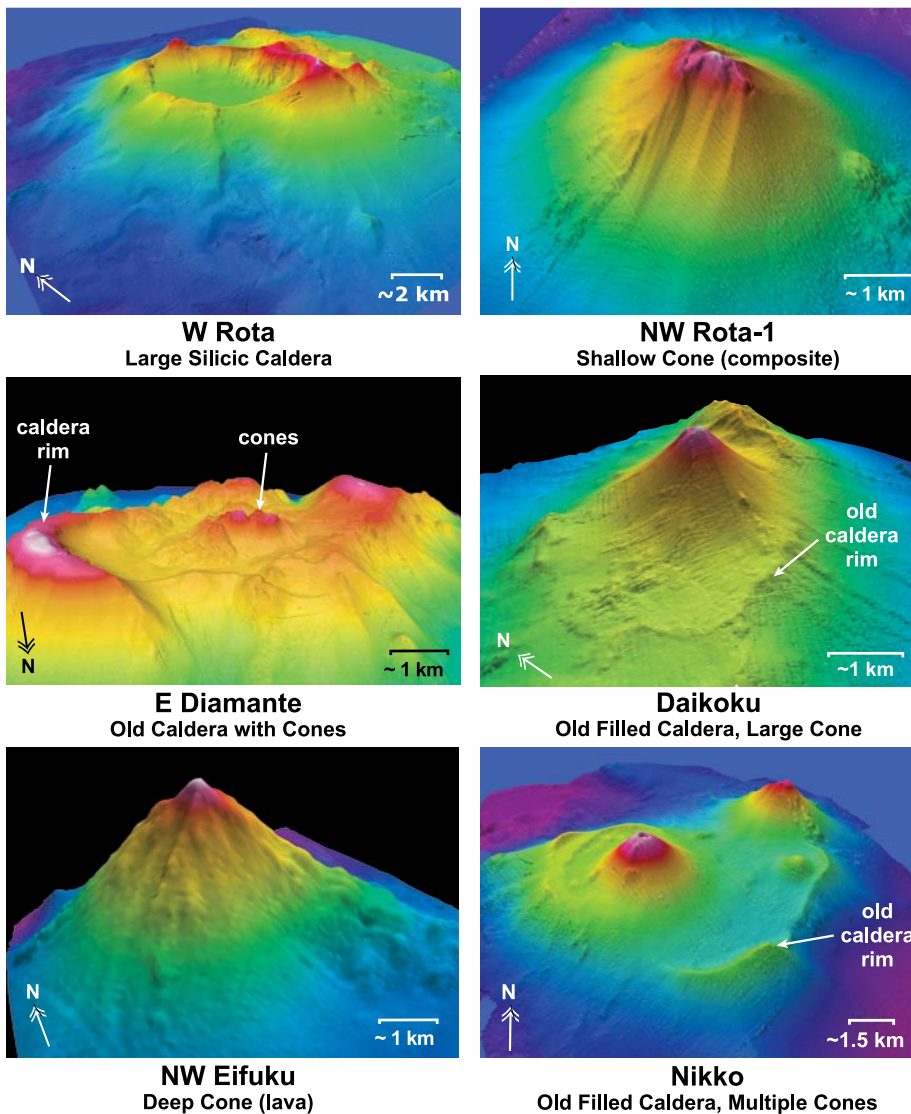 N
~2 km
W Rota
Large Silicic Caldera
N
~ 1 km
NW Rota-1
Shallow Cone (composite)
caldera
rim
cones
N
~ 1 km
E Diamante
Old Caldera with Cones
old
caldera
rim
N
~1 km
Daikoku
Old Filled Caldera, Large Cone
N
~ 1 km
NW Eifuku
Deep Cone (lava)
old
caldera
rim
N
~1.5 km
Nikko
Old Filled Caldera, Multiple Cones